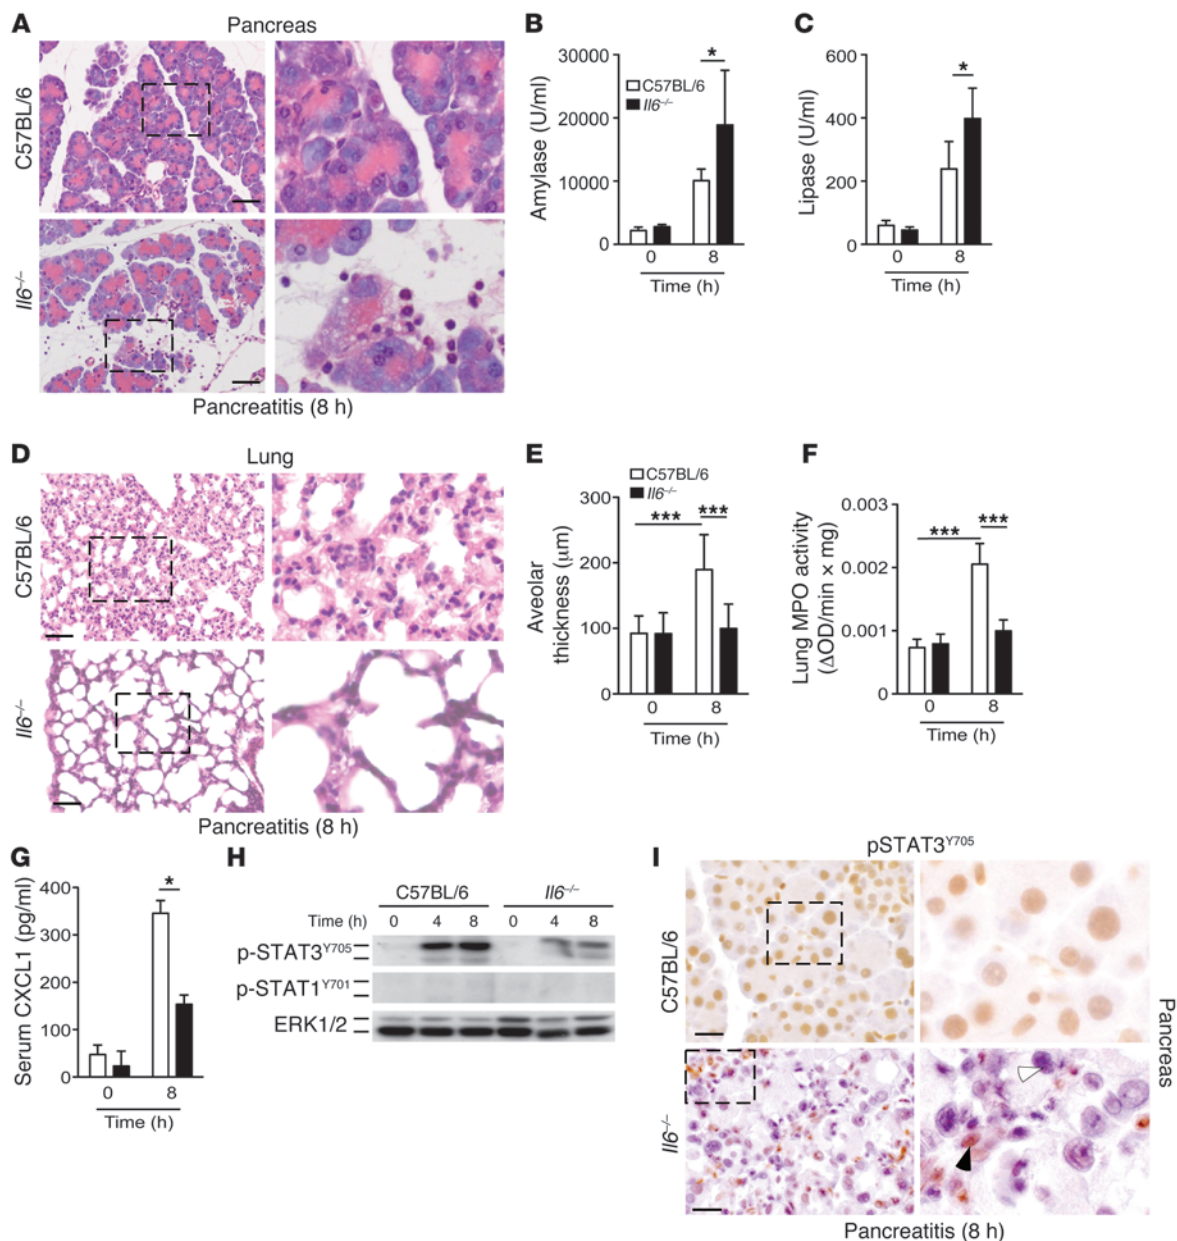 A
Pancreas
C57BL/6
Il6–/–
Pancreatitis (8 h)
B
Amylase (U/ml)
30000
20000
10000
0
C57BL/6
Il6–/–
*
0 8
Time (h)
C
Lipase (U/ml)
600
400
200
0
*
0 8
Time (h)
D
Lung
C57BL/6
Il6–/–
Pancreatitis (8 h)
E
Aveolar
thickness (μm)
C57BL/6
Il6–/–
300
200
100
0
*** ***
0 8
Time (h)
F
Lung MPO activity
(ΔOD/min × mg)
0.003
0.002
0.001
0
*** ***
0 8
Time (h)
G
Serum CXCL1 (pg/ml)
400
300
200
100
0
*
0 8
Time (h)
H
C57BL/6 Il6–/–
Time (h) 0 4 8 0 4 8
p-STAT3Y705
p-STAT1Y701
ERK1/2
I
pSTAT3Y705
C57BL/6
Il6–/–
Pancreas
Pancreatitis (8 h)